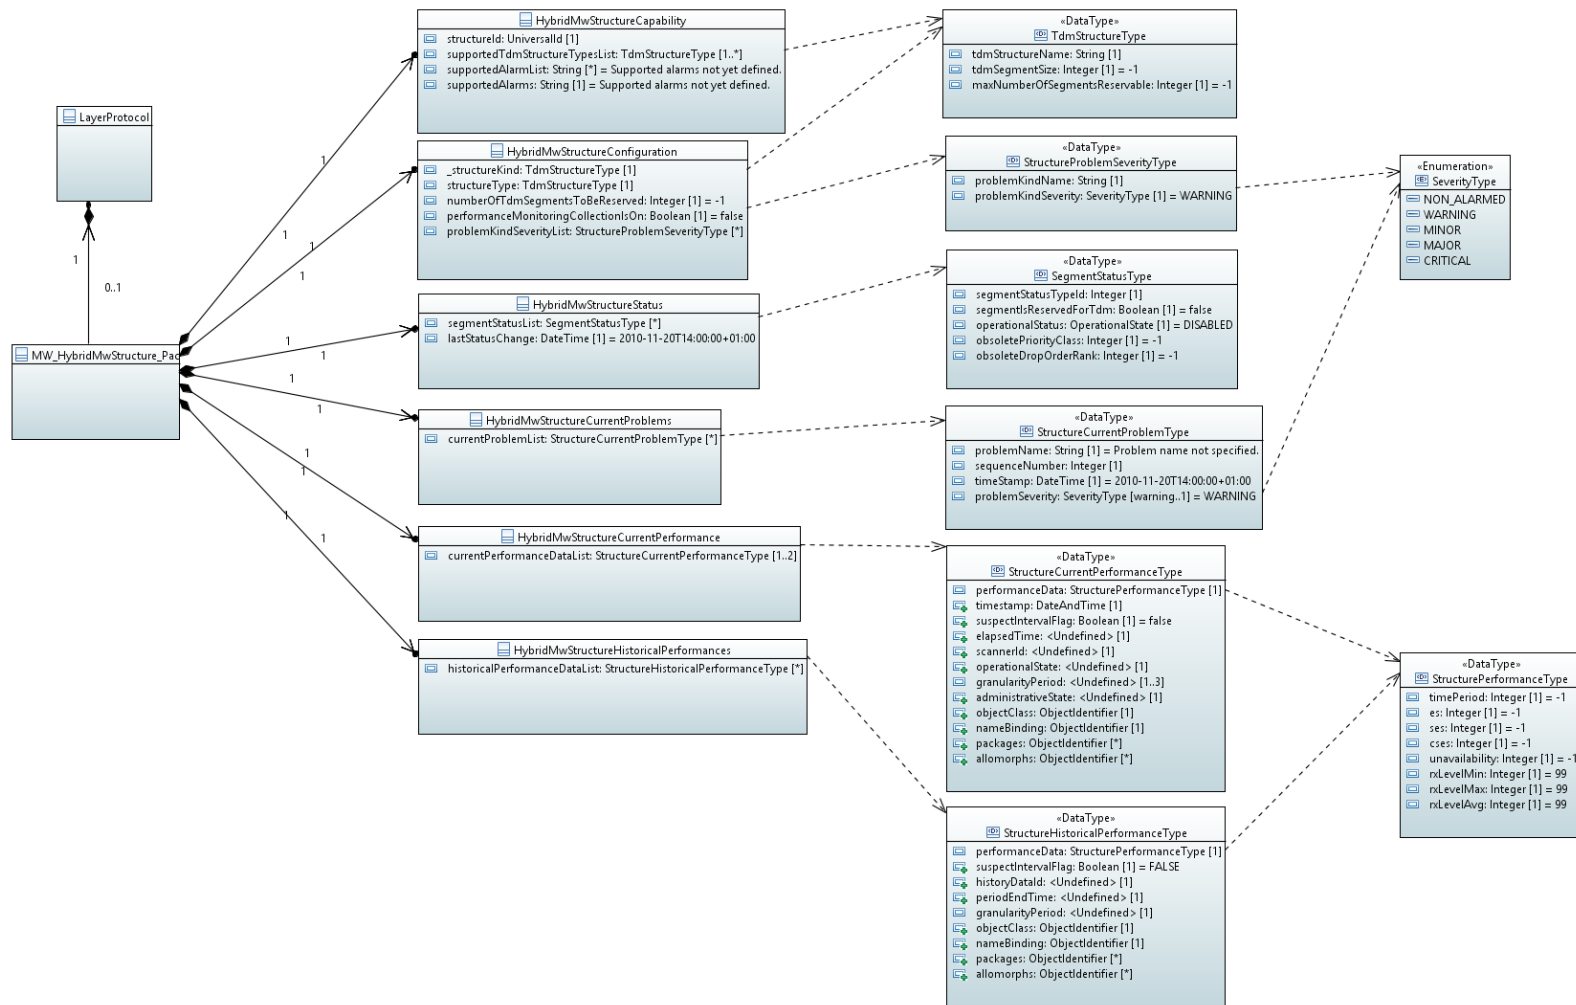 HybridMwStructureCapability
structureId: UniversalId [1]
supportedTdmStructureTypesList: TdmStructureType [1..*]
supportedAlarmList: String [*] = Supported alarms not yet defined.
supportedAlarms: String [1] = Supported alarms not yet defined.
«DataType»
TdmStructureType
tdmStructureName: String [1]
tdmSegmentSize: Integer [1] = -1
maxNumberOfSegmentsReservable: Integer [1] = -1
LayerProtocol
1
0..1
MW_HybridMwStructure_Pac
1
1
1
1
1
1
1
1
1
1
1
1
HybridMwStructureConfiguration
_structureKind: TdmStructureType [1]
structureType: TdmStructureType [1]
numberOfTdmSegmentsToBeReserved: Integer [1] = -1
performanceMonitoringCollectionIsOn: Boolean [1] = false
problemKindSeverityList: StructureProblemSeverityType [*]
«DataType»
StructureProblemSeverityType
problemKindName: String [1]
problemKindSeverity: SeverityType [1] = WARNING
«Enumeration»
SeverityType
NON_ALARMED
WARNING
MINOR
MAJOR
CRITICAL
HybridMwStructureStatus
segmentStatusList: SegmentStatusType [*]
lastStatusChange: DateTime [1] = 2010-11-20T14:00:00+01:00
«DataType»
SegmentStatusType
segmentStatusTypeId: Integer [1]
segmentIsReservedForTdm: Boolean [1] = false
operationalStatus: OperationalState [1] = DISABLED
obsoletePriorityClass: Integer [1] = -1
obsoleteDropOrderRank: Integer [1] = -1
HybridMwStructureCurrentProblems
currentProblemList: StructureCurrentProblemType [*]
«DataType»
StructureCurrentProblemType
problemName: String [1] = Problem name not specified.
sequenceNumber: Integer [1]
timeStamp: DateTime [1] = 2010-11-20T14:00:00+01:00
problemSeverity: SeverityType [warning..1] = WARNING
HybridMwStructureCurrentPerformance
currentPerformanceDataList: StructureCurrentPerformanceType [1..2]
«DataType»
StructureCurrentPerformanceType
performanceData: StructurePerformanceType [1]
timestamp: DateAndTime [1]
suspectIntervalFlag: Boolean [1] = false
elapsedTime: <Undefined> [1]
scannerId: <Undefined> [1]
operationalState: <Undefined> [1]
granularityPeriod: <Undefined> [1..3]
administrativeState: <Undefined> [1]
objectClass: ObjectIdentifier [1]
nameBinding: ObjectIdentifier [1]
packages: ObjectIdentifier [*]
allomorphs: ObjectIdentifier [*]
HybridMwStructureHistoricalPerformances
historicalPerformanceDataList: StructureHistoricalPerformanceType [*]
«DataType»
StructurePerformanceType
timePeriod: Integer [1] = -1
es: Integer [1] = -1
ses: Integer [1] = -1
cses: Integer [1] = -1
unavailability: Integer [1] = -1
rxLevelMin: Integer [1] = 99
rxLevelMax: Integer [1] = 99
rxLevelAvg: Integer [1] = 99
«DataType»
StructureHistoricalPerformanceType
performanceData: StructurePerformanceType [1]
suspectIntervalFlag: Boolean [1] = FALSE
historyDataId: <Undefined> [1]
periodEndTime: <Undefined> [1]
granularityPeriod: <Undefined> [1]
objectClass: ObjectIdentifier [1]
nameBinding: ObjectIdentifier [1]
packages: ObjectIdentifier [*]
allomorphs: ObjectIdentifier [*]